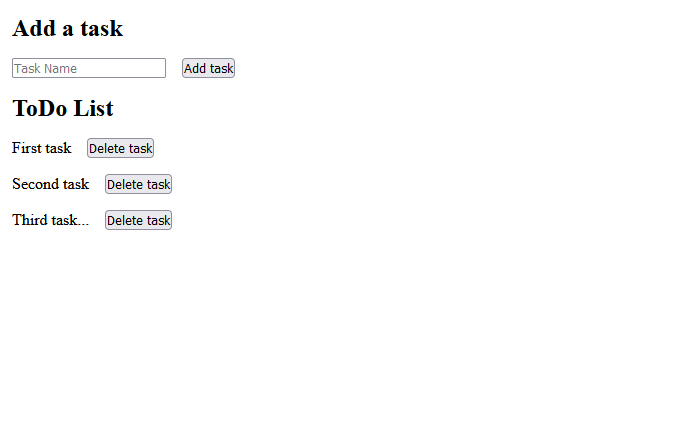 Add a task
Task Name Add task
ToDo List
First task Delete task
Second task Delete task
Third task... Delete task